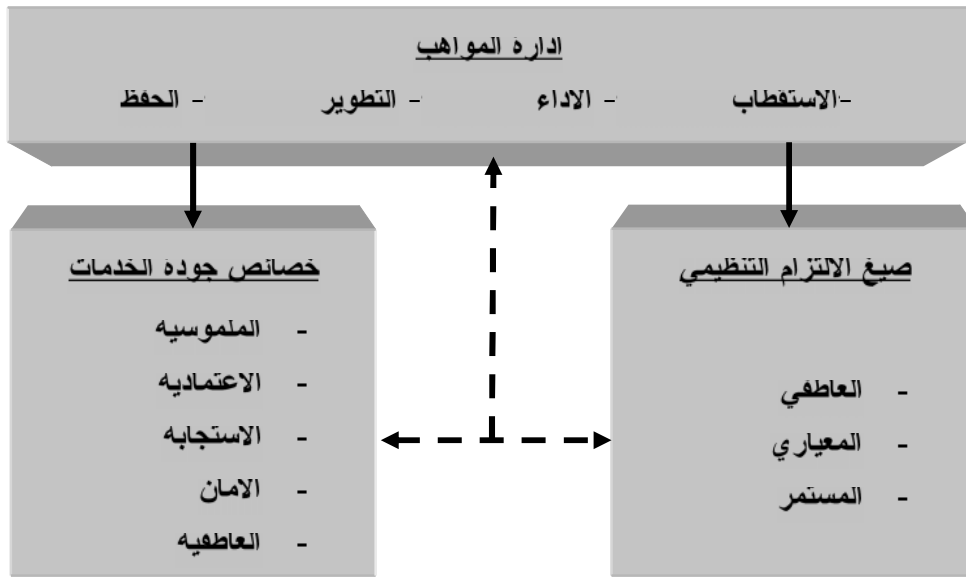 ادارة المواهب
-الاستقطاب - الاداء - التطوير - الحفظ
صيغ الالتزام التنظيمي
- العاطفي
- المعياري
- المستمر
خصائص جودة الخدمات
- الملموسيه
- الاعتماديه
- الاستجابه
- الامان
- العاطفيه